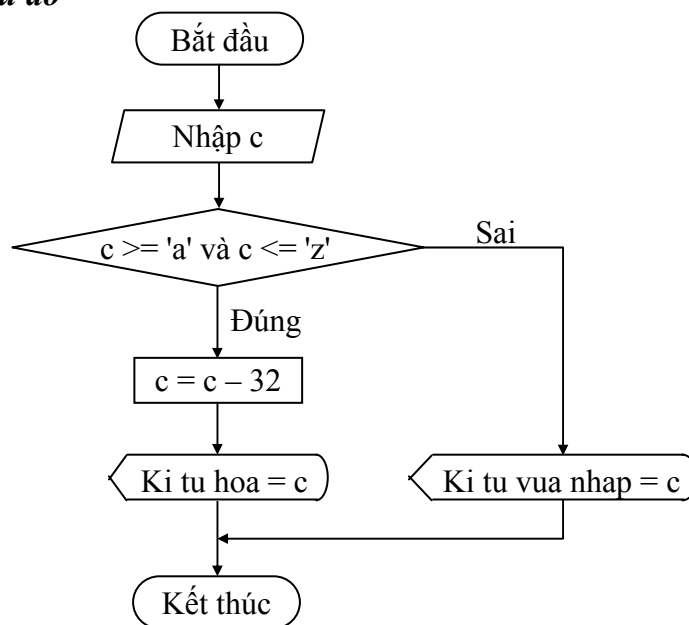 Bắt đầu
Nhập c
c >= 'a' và c <= 'z'
Sai
Đúng
c = c – 32
Ki tu hoa = c
Ki tu vua nhap = c
Kết thúc